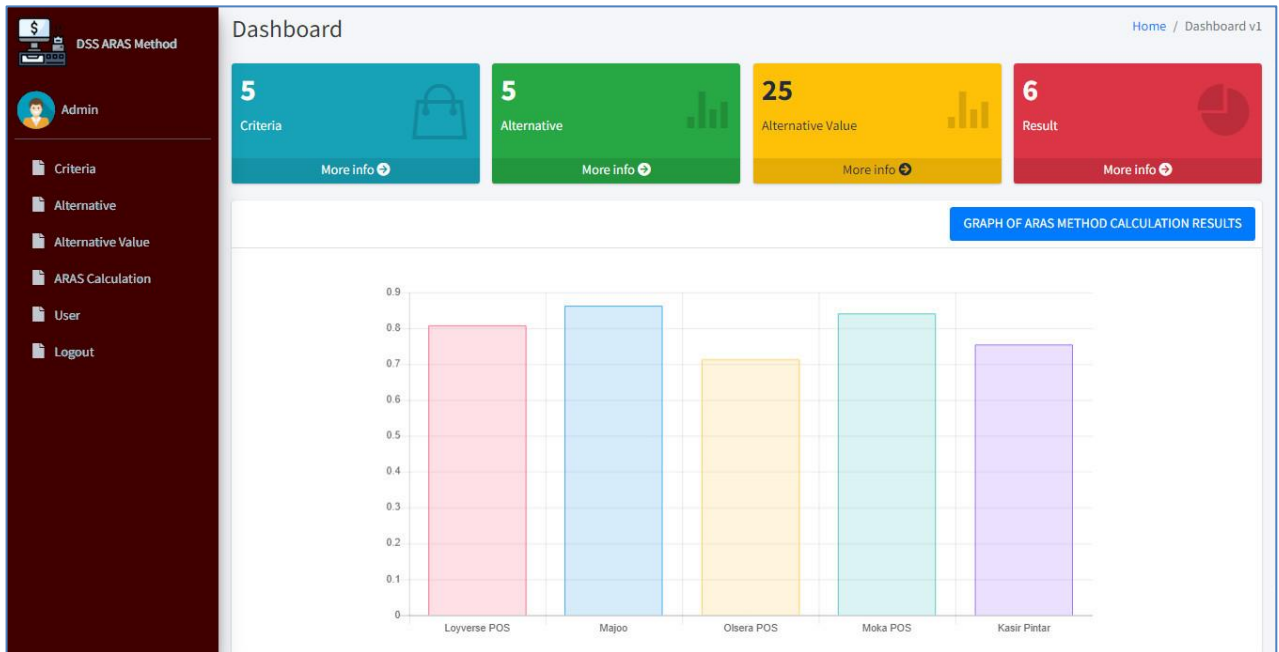 $
DSS ARAS Method
Admin
Criteria
Alternative
Alternative Value
ARAS Calculation
User
Logout
Dashboard
Home / Dashboard v1
5
Criteria
More info
5
Alternative
More info
25
Alternative Value
More info
6
Result
More info
GRAPH OF ARAS METHOD CALCULATION RESULTS
0.9
0.8
0.7
0.6
0.5
0.4
0.3
0.2
0.1
0
Loyverse POS Majoo Olsera POS Moka POS Kasir Pintar